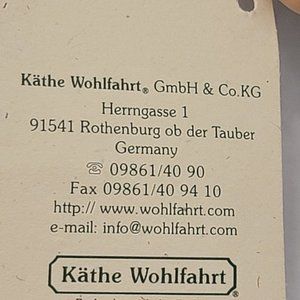 Käthe Wohlfahrt® GmbH & Co.KG
Herrngasse 1
91541 Rothenburg ob der Tauber
Germany
☏ 09861/40 90
Fax 09861/40 94 10
http:// www.wohlfahrt.com
e-mail: info@wohlfahrt.com
Käthe Wohlfahrt®